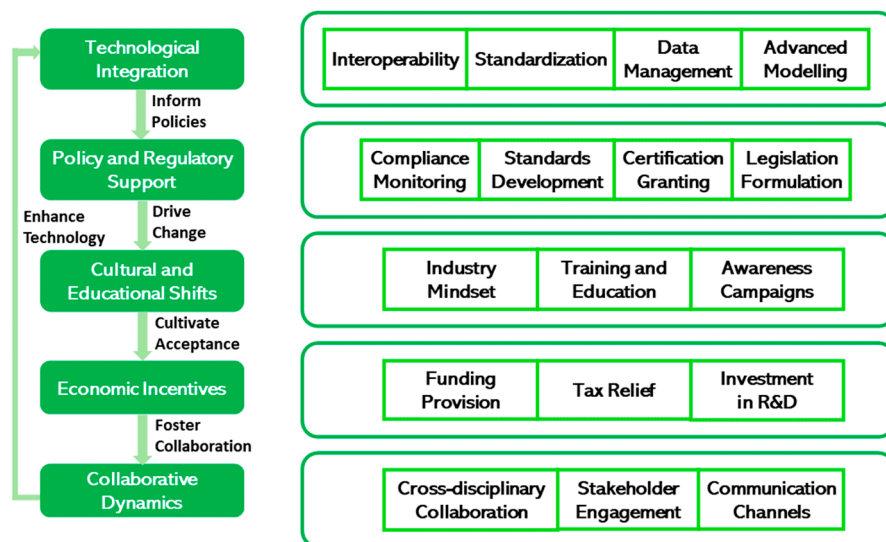 Technological
Integration
Interoperability
Standardization
Data
Management
Advanced
Modelling
Inform
Policies
Policy and Regulatory
Support
Compliance
Monitoring
Standards
Development
Certification
Granting
Legislation
Formulation
Enhance
Technology
Drive
Change
Cultural and
Educational Shifts
Industry
Mindset
Training and
Education
Awareness
Campaigns
Cultivate
Acceptance
Economic Incentives
Funding
Provision
Tax Relief
Investment
in R&D
Foster
Collaboration
Collaborative
Dynamics
Cross-disciplinary
Collaboration
Stakeholder
Engagement
Communication
Channels